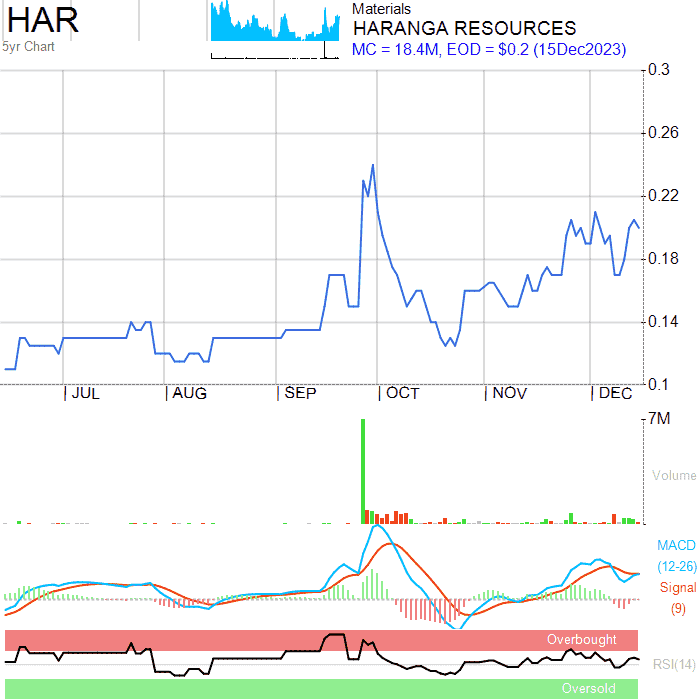 HAR
5yr Chart
Materials
HARANGA RESOURCES
MC = 18.4M, EOD = $0.2 (15Dec2023)
0.3
0.26
0.22
0.18
0.14
0.1
JUL
AUG
SEP
OCT
NOV
DEC
7M
Volume
MACD
(12-26)
Signal
(9)
Overbought
RSI(14)
Oversold